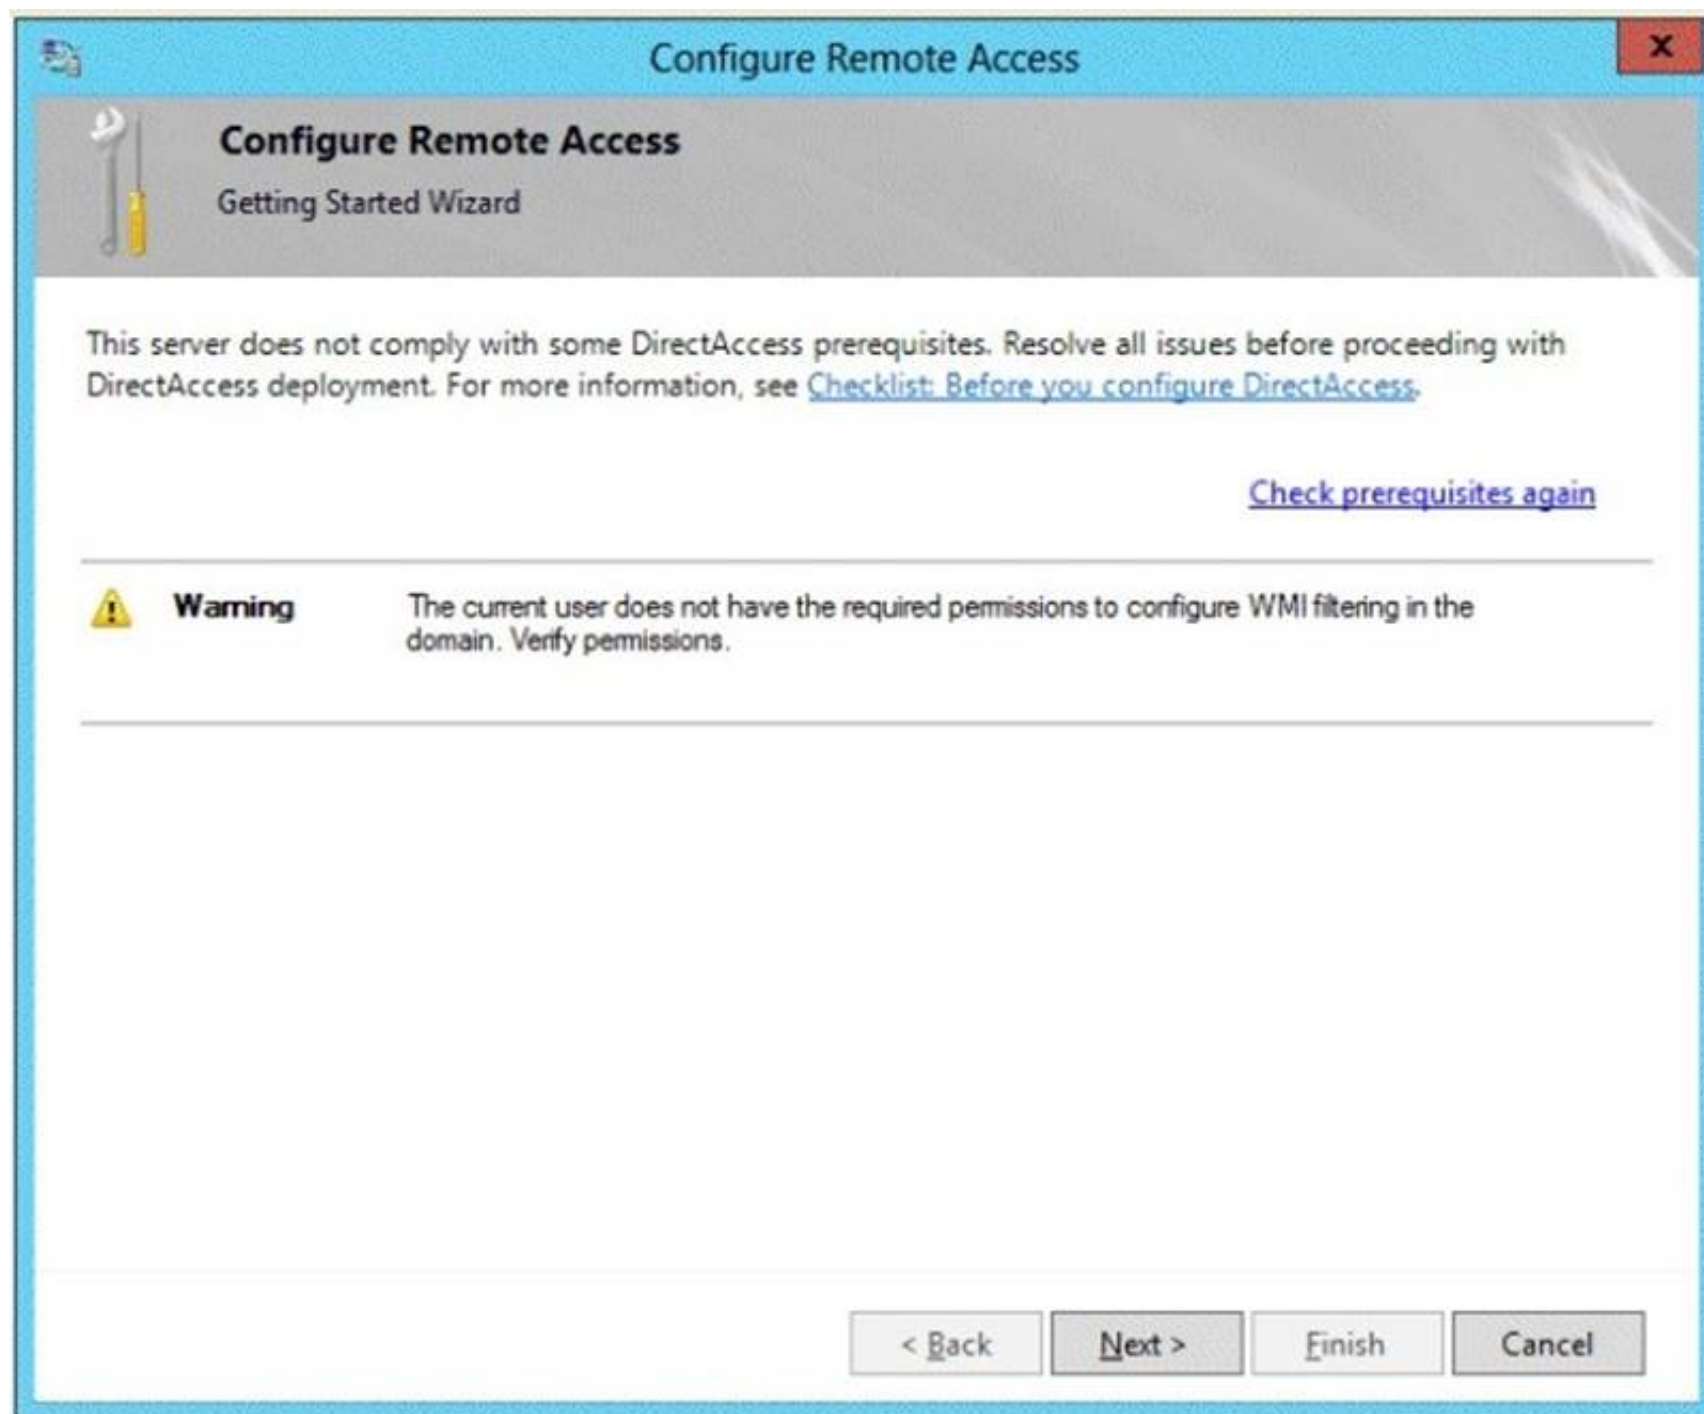 Configure Remote Access
x
Configure Remote Access
Getting Started Wizard
This server does not comply with some DirectAccess prerequisites. Resolve all issues before proceeding with
DirectAccess deployment. For more information, see Checklist: Before you configure DirectAccess.
Check prerequisites again
Warning The current user does not have the required permissions to configure WMI filtering in the
domain. Verify permissions.
< Back Next > Finish Cancel